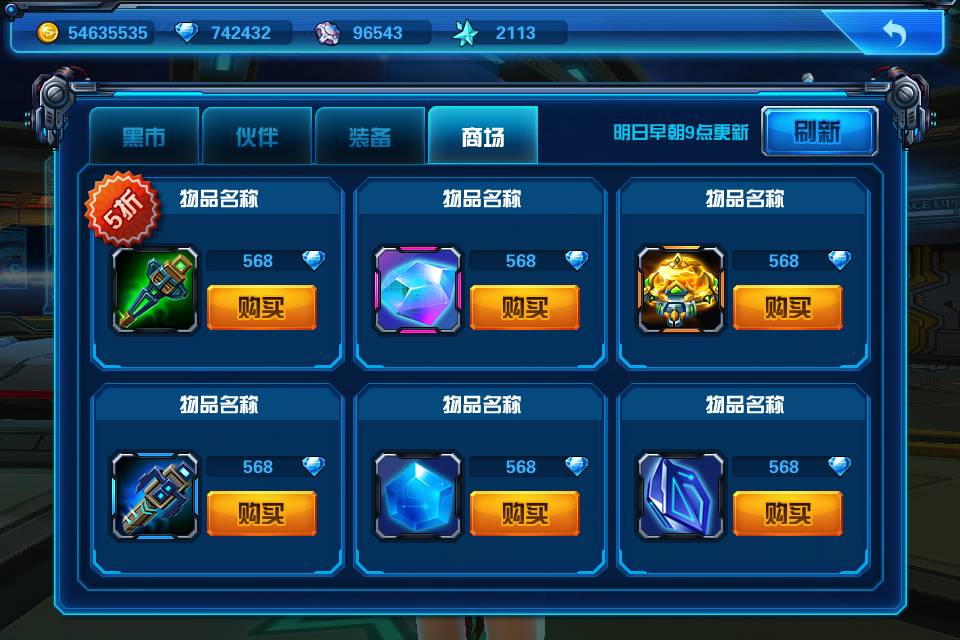 54635535 742432 96543 2113
黑市 伙伴 装备 商场 明日早朝9点更新 刷新
5折
物品名称 物品名称 物品名称
568 568 568
购买 购买 购买
物品名称 物品名称 物品名称
568 568 568
购买 购买 购买